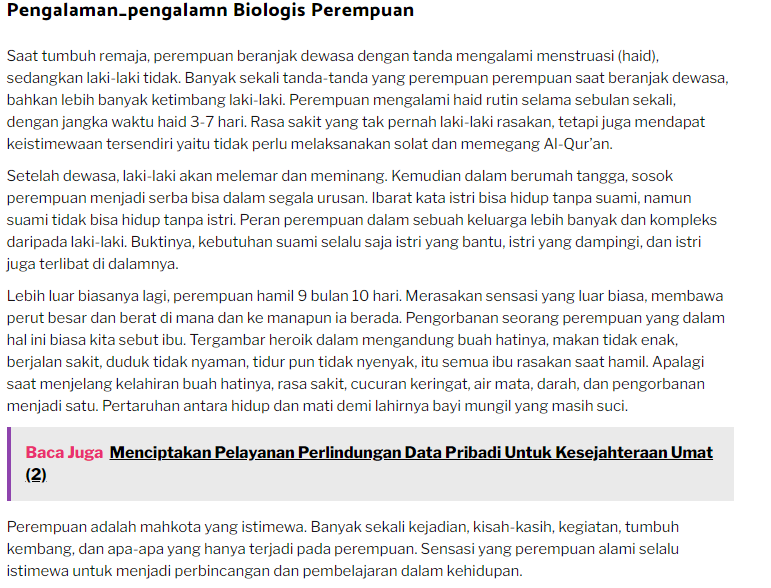 Pengalaman_pengalamn Biologis Perempuan
Saat tumbuh remaja, perempuan beranjak dewasa dengan tanda mengalami menstruasi (haid),
sedangkan laki-laki tidak. Banyak sekali tanda-tanda yang perempuan perempuan saat beranjak dewasa,
bahkan lebih banyak ketimbang laki-laki. Perempuan mengalami haid rutin selama sebulan sekali,
dengan jangka waktu haid 3-7 hari. Rasa sakit yang tak pernah laki-laki rasakan, tetapi juga mendapat
keistimewaan tersendiri yaitu tidak perlu melaksanakan solat dan memegang Al-Qur’an.
Setelah dewasa, laki-laki akan melemar dan meminang. Kemudian dalam berumah tangga, sosok
perempuan menjadi serba bisa dalam segala urusan. Ibarat kata istri bisa hidup tanpa suami, namun
suami tidak bisa hidup tanpa istri. Peran perempuan dalam sebuah keluarga lebih banyak dan kompleks
daripada laki-laki. Buktinya, kebutuhan suami selalu saja istri yang bantu, istri yang dampingi, dan istri
juga terlibat di dalamnya.
Lebih luar biasanya lagi, perempuan hamil 9 bulan 10 hari. Merasakan sensasi yang luar biasa, membawa
perut besar dan berat di mana dan ke manapun ia berada. Pengorbanan seorang perempuan yang dalam
hal ini biasa kita sebut ibu. Tergambar heroik dalam mengandung buah hatinya, makan tidak enak,
berjalan sakit, duduk tidak nyaman, tidur pun tidak nyenyak, itu semua ibu rasakan saat hamil. Apalagi
saat menjelang kelahiran buah hatinya, rasa sakit, cucuran keringat, air mata, darah, dan pengorbanan
menjadi satu. Pertaruhan antara hidup dan mati demi lahirnya bayi mungil yang masih suci.
Baca Juga Menciptakan Pelayanan Perlindungan Data Pribadi Untuk Kesejahteraan Umat
(2)
Perempuan adalah mahkota yang istimewa. Banyak sekali kejadian, kisah-kasih, kegiatan, tumbuh
kembang, dan apa-apa yang hanya terjadi pada perempuan. Sensasi yang perempuan alami selalu
istimewa untuk menjadi perbincangan dan pembelajaran dalam kehidupan.